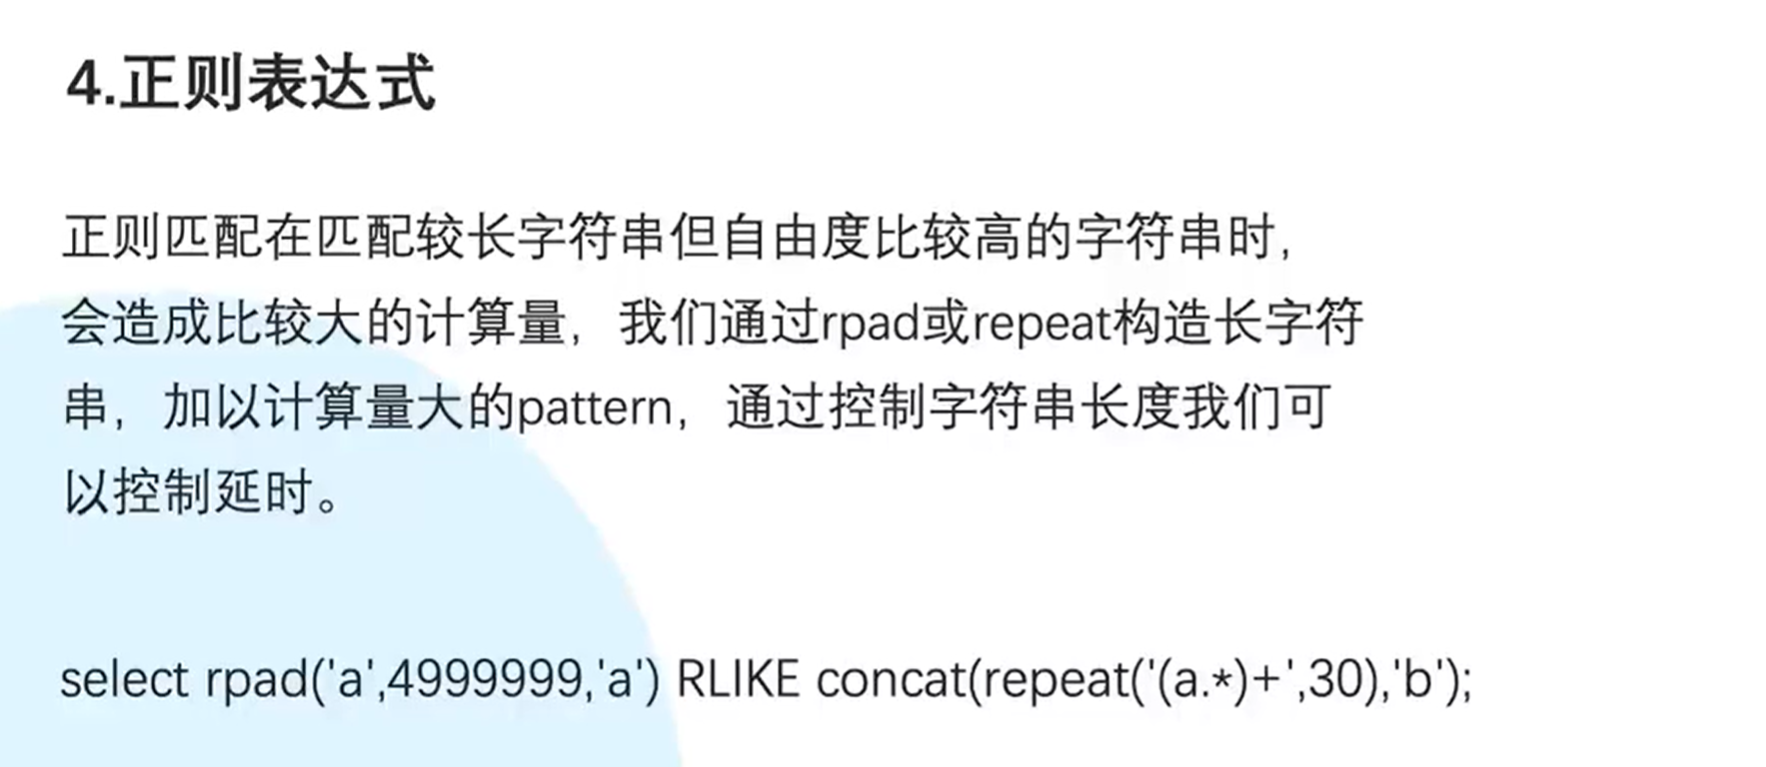 4.正则表达式
正则匹配在匹配较长字符串但自由度比较高的字符串时，
会造成比较大的计算量，我们通过rpad或repeat构造长字符
串，加以计算量大的pattern，通过控制字符串长度我们可
以控制延时。
select rpad('a',4999999,'a') RLIKE concat(repeat('(a.*)+',30),'b');